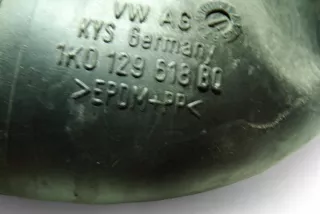 VW AG
KYS Germany
1K0 129 618 BQ
>EPDM+PP<